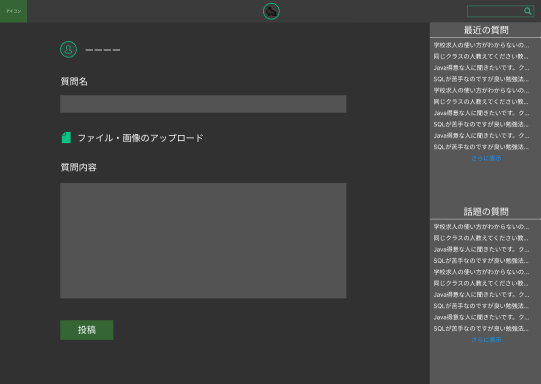 アイコン
ーーーー
質問名
ファイル・画像のアップロード
質問内容
投稿
最近の質問
学校求人の使い方がわからないの...
同じクラスの人教えてください数...
Java得意な人に聞きたいです。ク...
SQLが苦手なのですが良い勉強法...
学校求人の使い方がわからないの...
同じクラスの人教えてください数...
Java得意な人に聞きたいです。ク...
SQLが苦手なのですが良い勉強法...
Java得意な人に聞きたいです。ク...
SQLが苦手なのですが良い勉強法...
さらに表示
話題の質問
学校求人の使い方がわからないの...
同じクラスの人教えてください数...
Java得意な人に聞きたいです。ク...
SQLが苦手なのですが良い勉強法...
学校求人の使い方がわからないの...
同じクラスの人教えてください数...
Java得意な人に聞きたいです。ク...
SQLが苦手なのですが良い勉強法...
Java得意な人に聞きたいです。ク...
SQLが苦手なのですが良い勉強法...
さらに表示